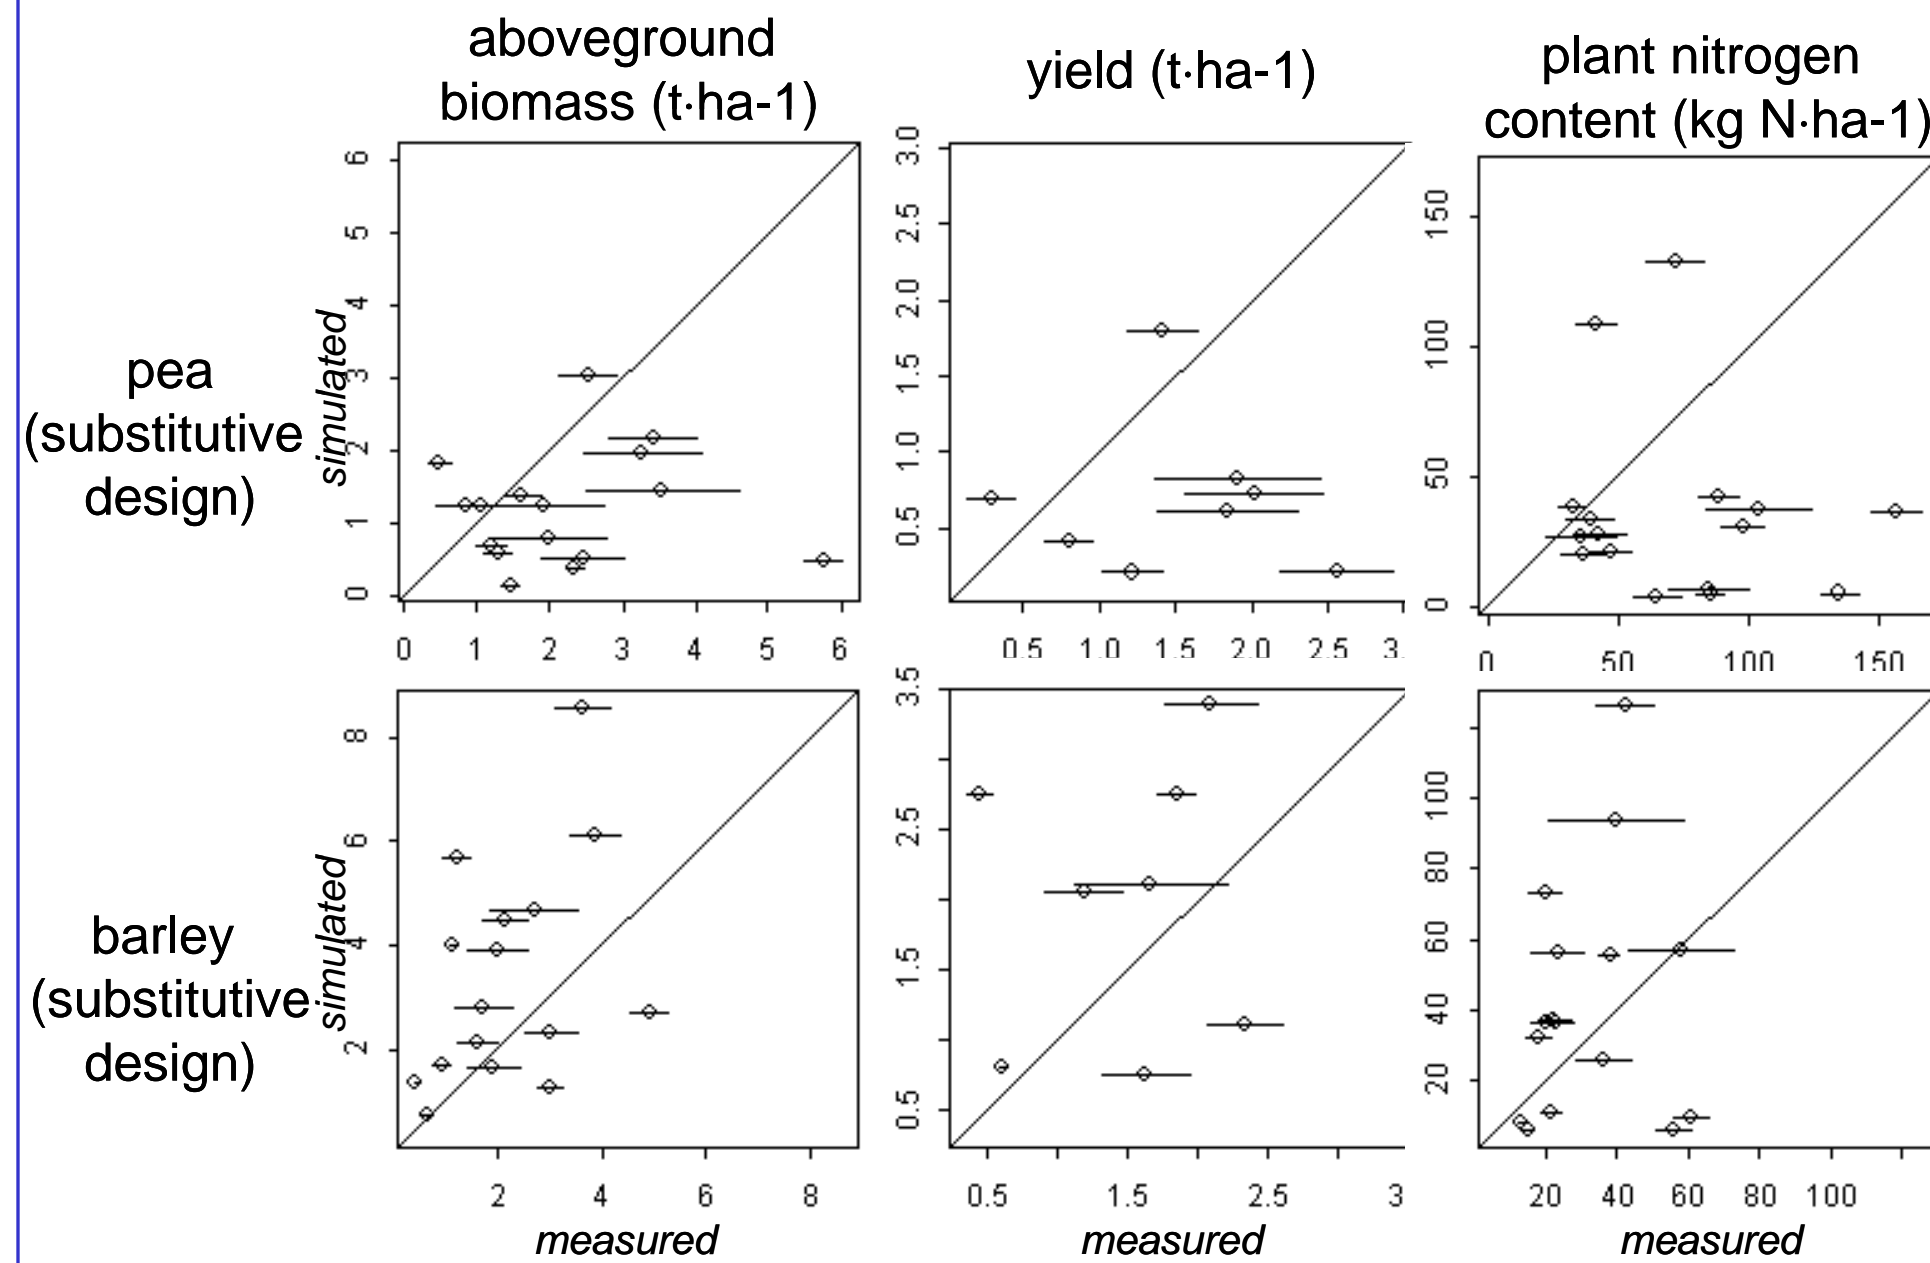 aboveground
biomass (t·ha-1)
yield (t·ha-1)
plant nitrogen
content (kg N·ha-1)
pea
(substitutive
design)
simulated
6
5
4
3
2
1
0
0 1 2 3 4 5 6
3.0
2.5
2.0
1.5
1.0
0.5
0.5 1.0 1.5 2.0 2.5 3.
150
100
50
0
0 50 100 150
barley
(substitutive
design)
simulated
8
6
4
2
2 4 6 8
measured
3.5
2.5
1.5
0.5
0.5 1.5 2.5 3
measured
100
80
60
40
20
20 40 60 80 100
measured